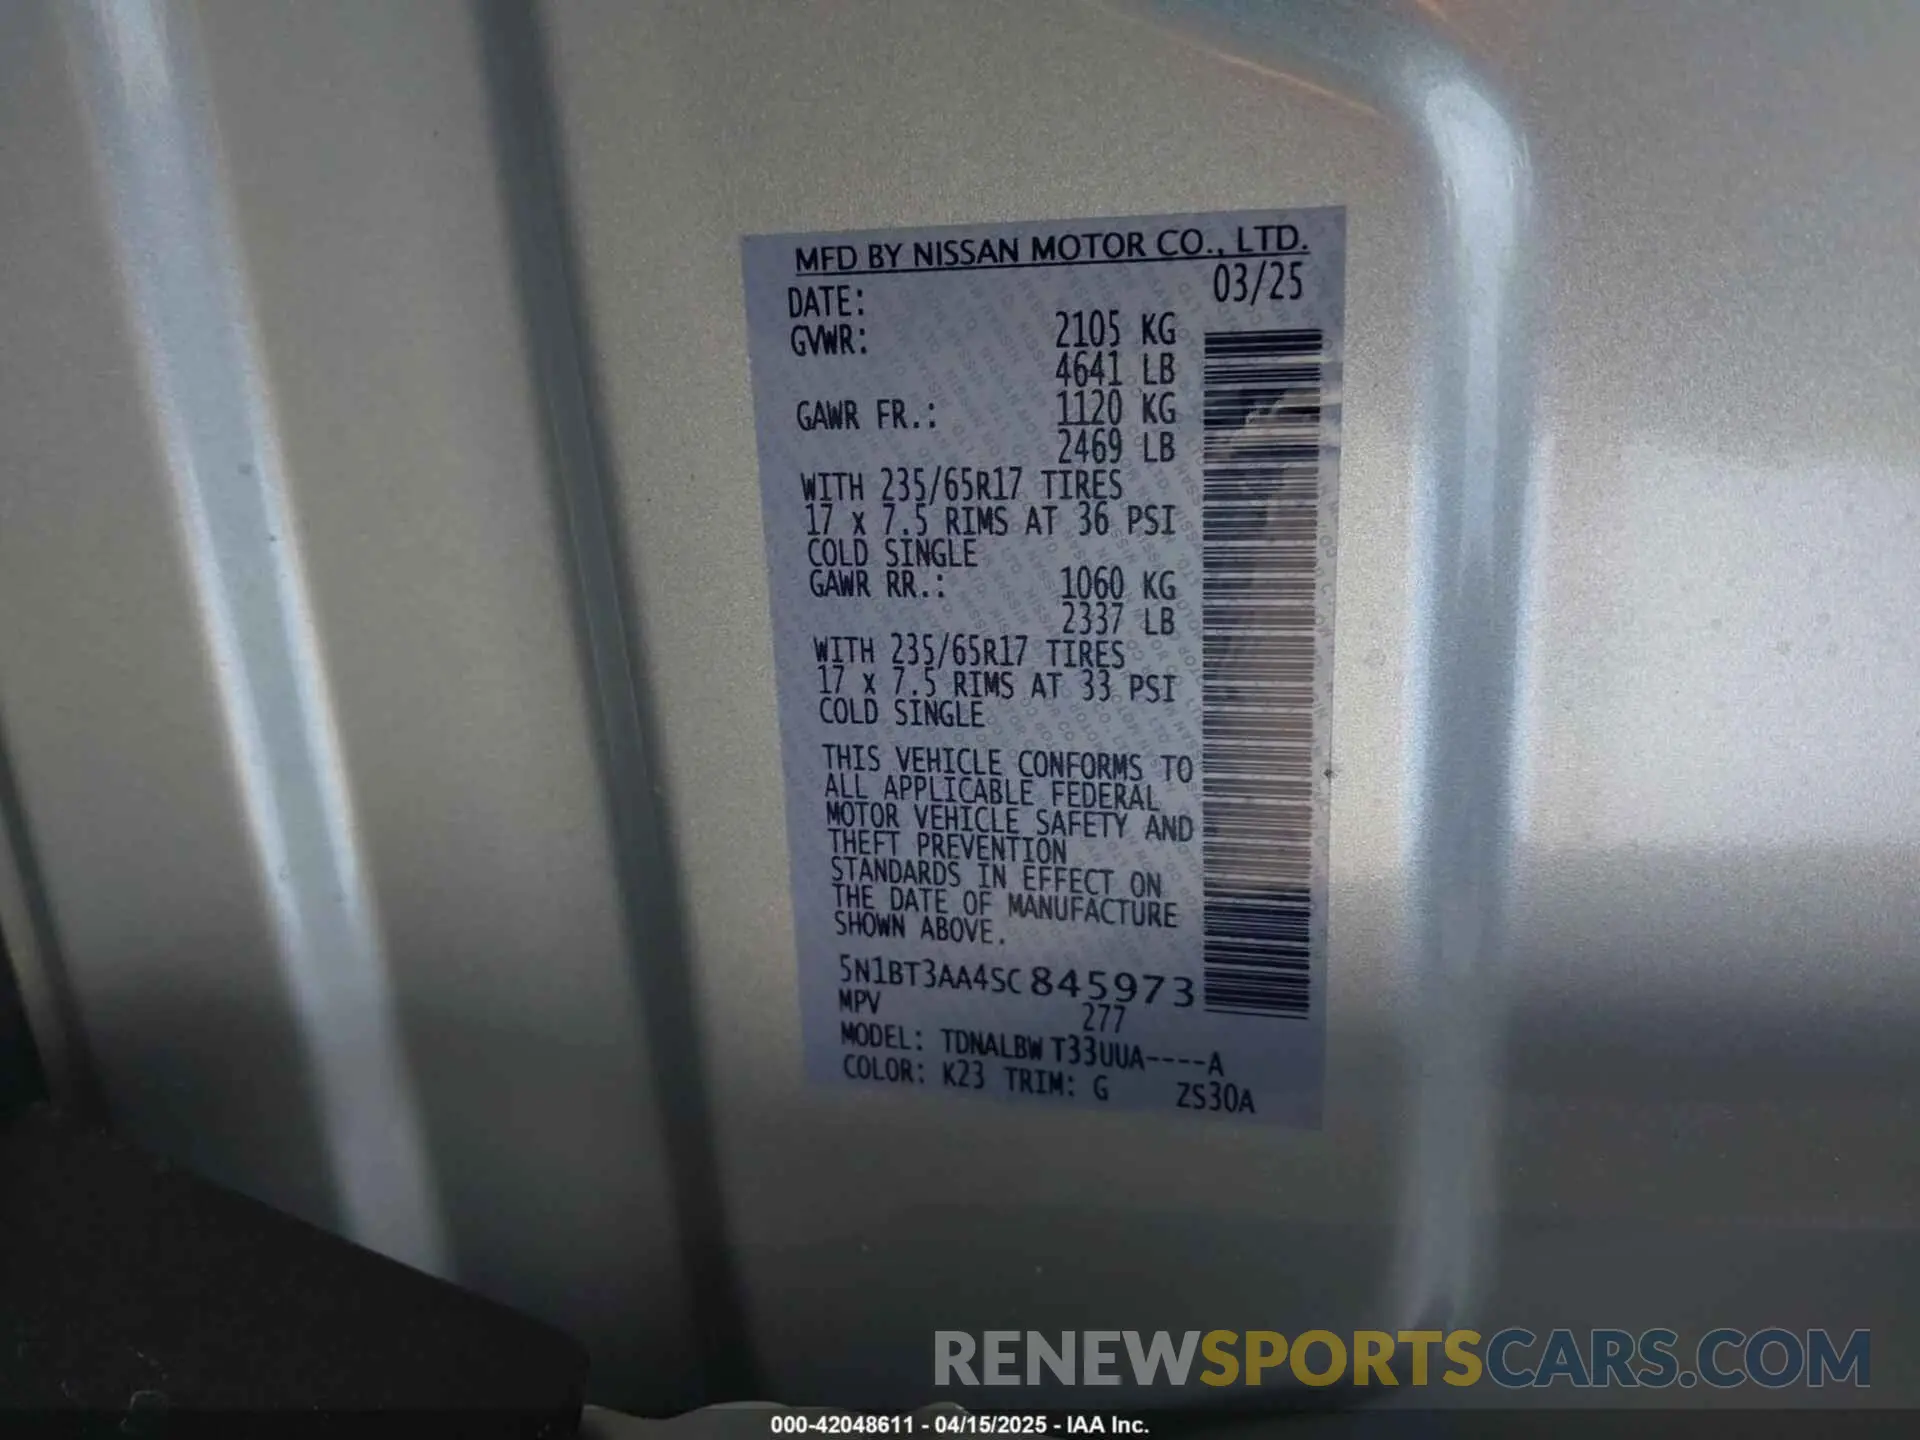 MFD BY NISSAN MOTOR CO., LTD.
DATE: 03/25
GVWR: 2105 KG
4641 LB
GAWR FR.: 1120 KG
2469 LB
WITH 235/65R17 TIRES
17 x 7.5 RIMS AT 36 PSI
COLD SINGLE
GAWR RR.: 1060 KG
2337 LB
WITH 235/65R17 TIRES
17 x 7.5 RIMS AT 33 PSI
COLD SINGLE
THIS VEHICLE CONFORMS TO
ALL APPLICABLE FEDERAL
MOTOR VEHICLE SAFETY AND
THEFT PREVENTION
STANDARDS IN EFFECT ON
THE DATE OF MANUFACTURE
SHOWN ABOVE.
5N1BT3AA4SC845973
MPV 277
MODEL: TDNALBW T33UUA----A
COLOR: K23 TRIM: G ZS30A
RENEWSPORTSCARS.COM
000-42048611 - 04/15/2025 - IAA Inc.